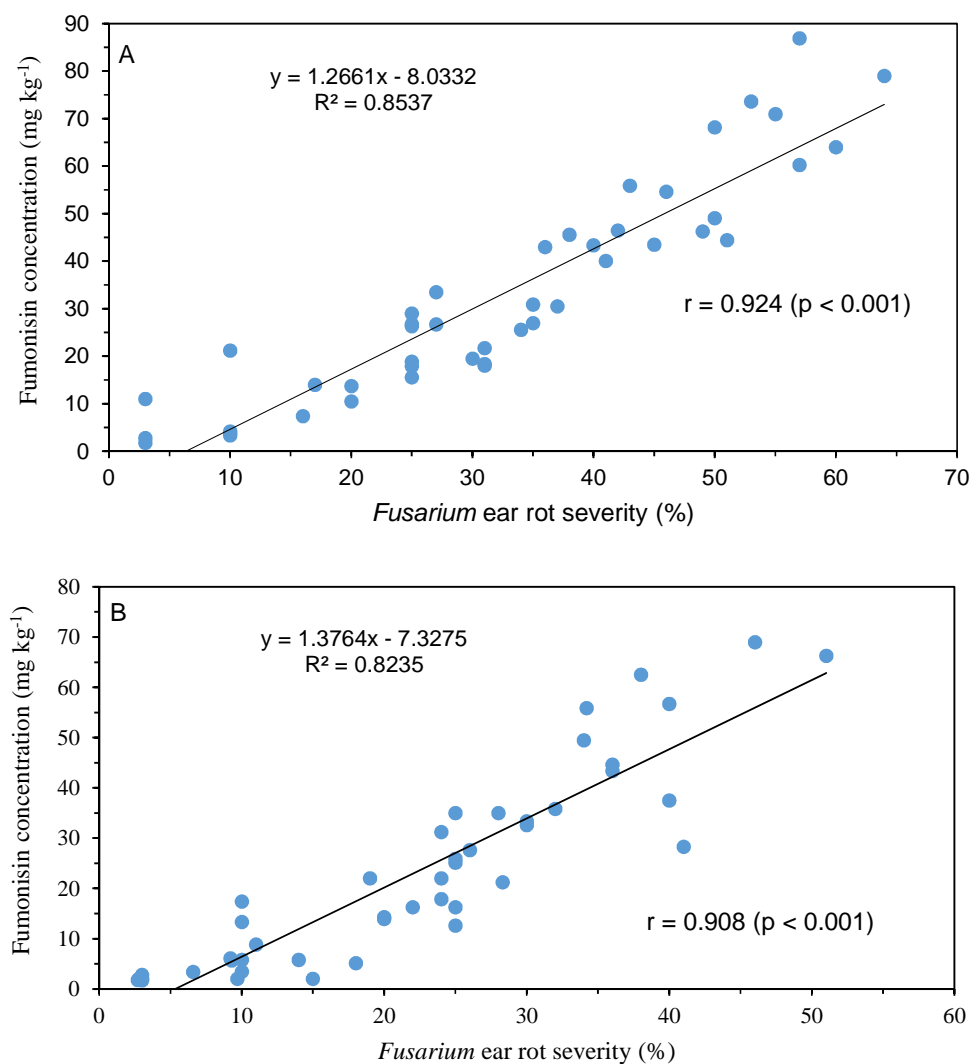 A
y = 1.2661x - 8.0332
R² = 0.8537
r = 0.924 (p < 0.001)
Fumonisin concentration (mg kg⁻¹)
90
80
70
60
50
40
30
20
10
0
0 10 20 30 40 50 60 70
Fusarium ear rot severity (%)
B
y = 1.3764x - 7.3275
R² = 0.8235
r = 0.908 (p < 0.001)
Fumonisin concentration (mg kg⁻¹)
80
70
60
50
40
30
20
10
0
0 10 20 30 40 50 60
Fusarium ear rot severity (%)